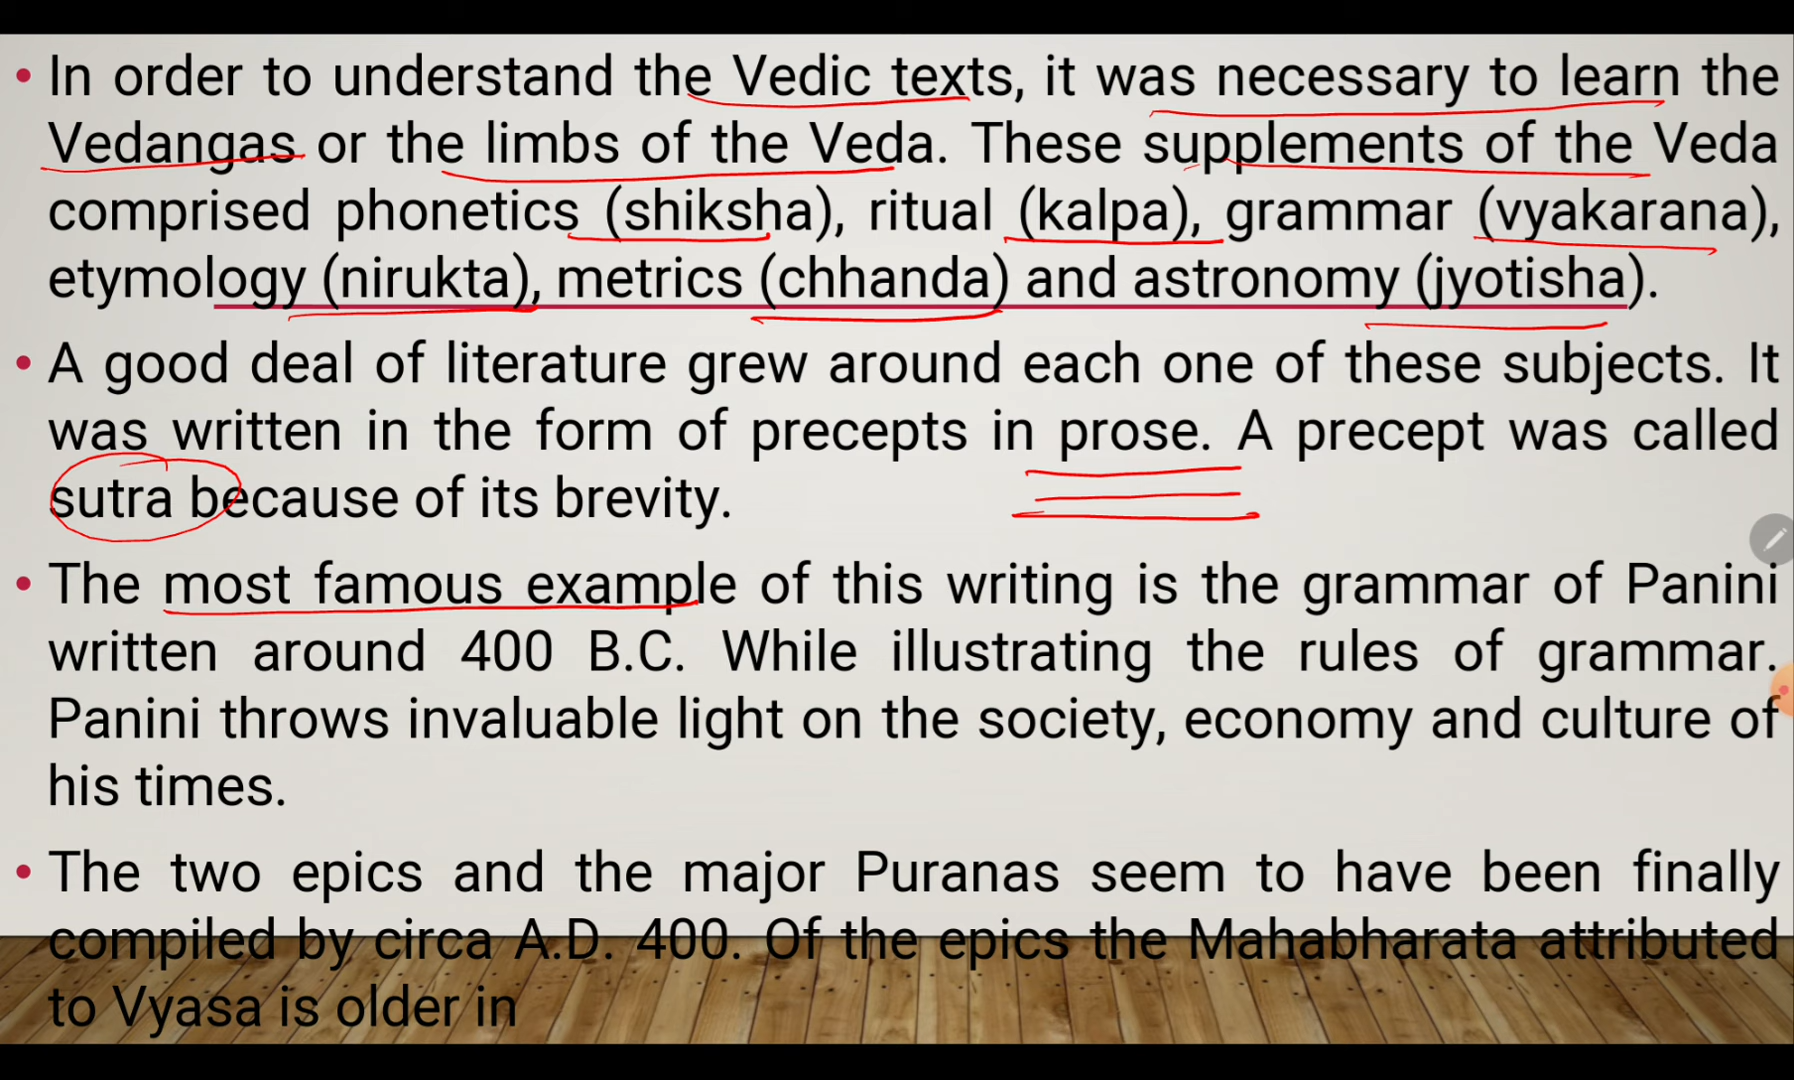 • In order to understand the Vedic texts, it was necessary to learn the
Vedangas or the limbs of the Veda. These supplements of the Veda
comprised phonetics (shiksha), ritual (kalpa), grammar (vyakarana),
etymology (nirukta), metrics (chhanda) and astronomy (jyotisha).
• A good deal of literature grew around each one of these subjects. It
was written in the form of precepts in prose. A precept was called
sutra because of its brevity.
• The most famous example of this writing is the grammar of Panini
written around 400 B.C. While illustrating the rules of grammar.
Panini throws invaluable light on the society, economy and culture of
his times.
• The two epics and the major Puranas seem to have been finally
compiled by circa A.D. 400. Of the epics the Mahabharata attributed
to Vyasa is older in